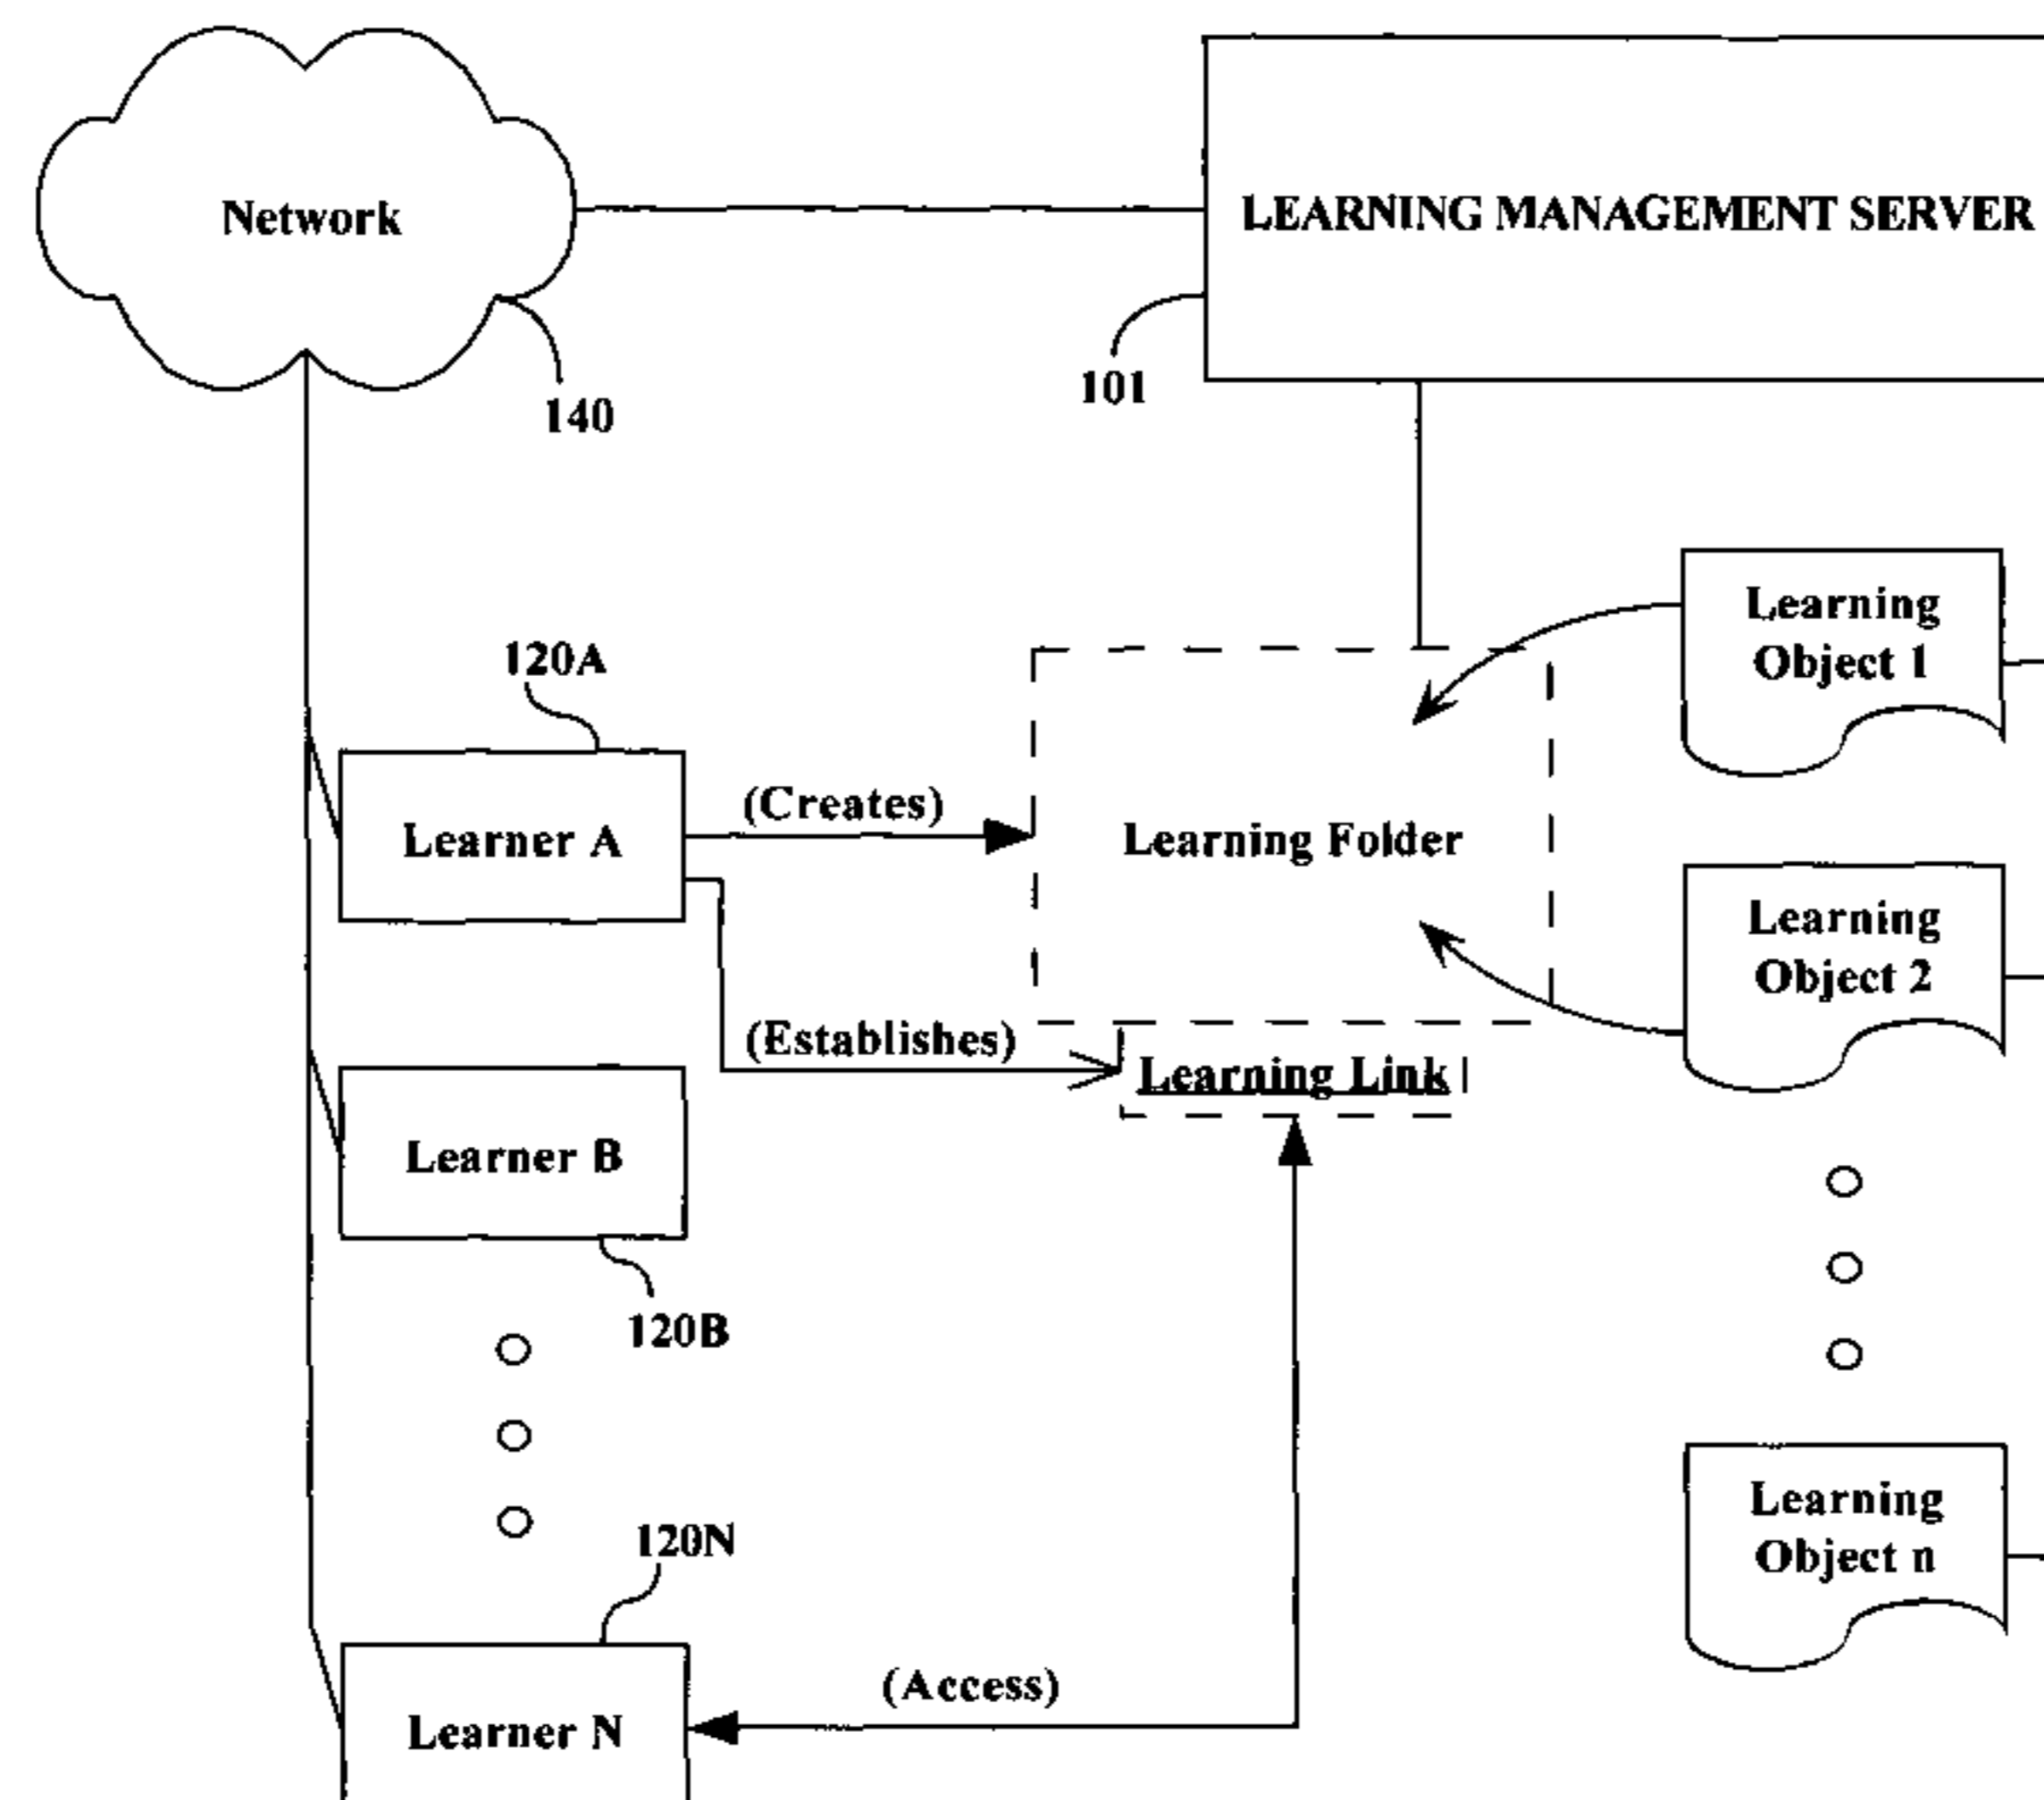 Network
LEARNING MANAGEMENT SERVER
140
101
Learning
Object 1
120A
(Creates)
Learner A
Learning Folder
Learning
Object 2
(Establishes)
Learning Link
Learner B
120B
Learning
Object n
120N
(Access)
Learner N